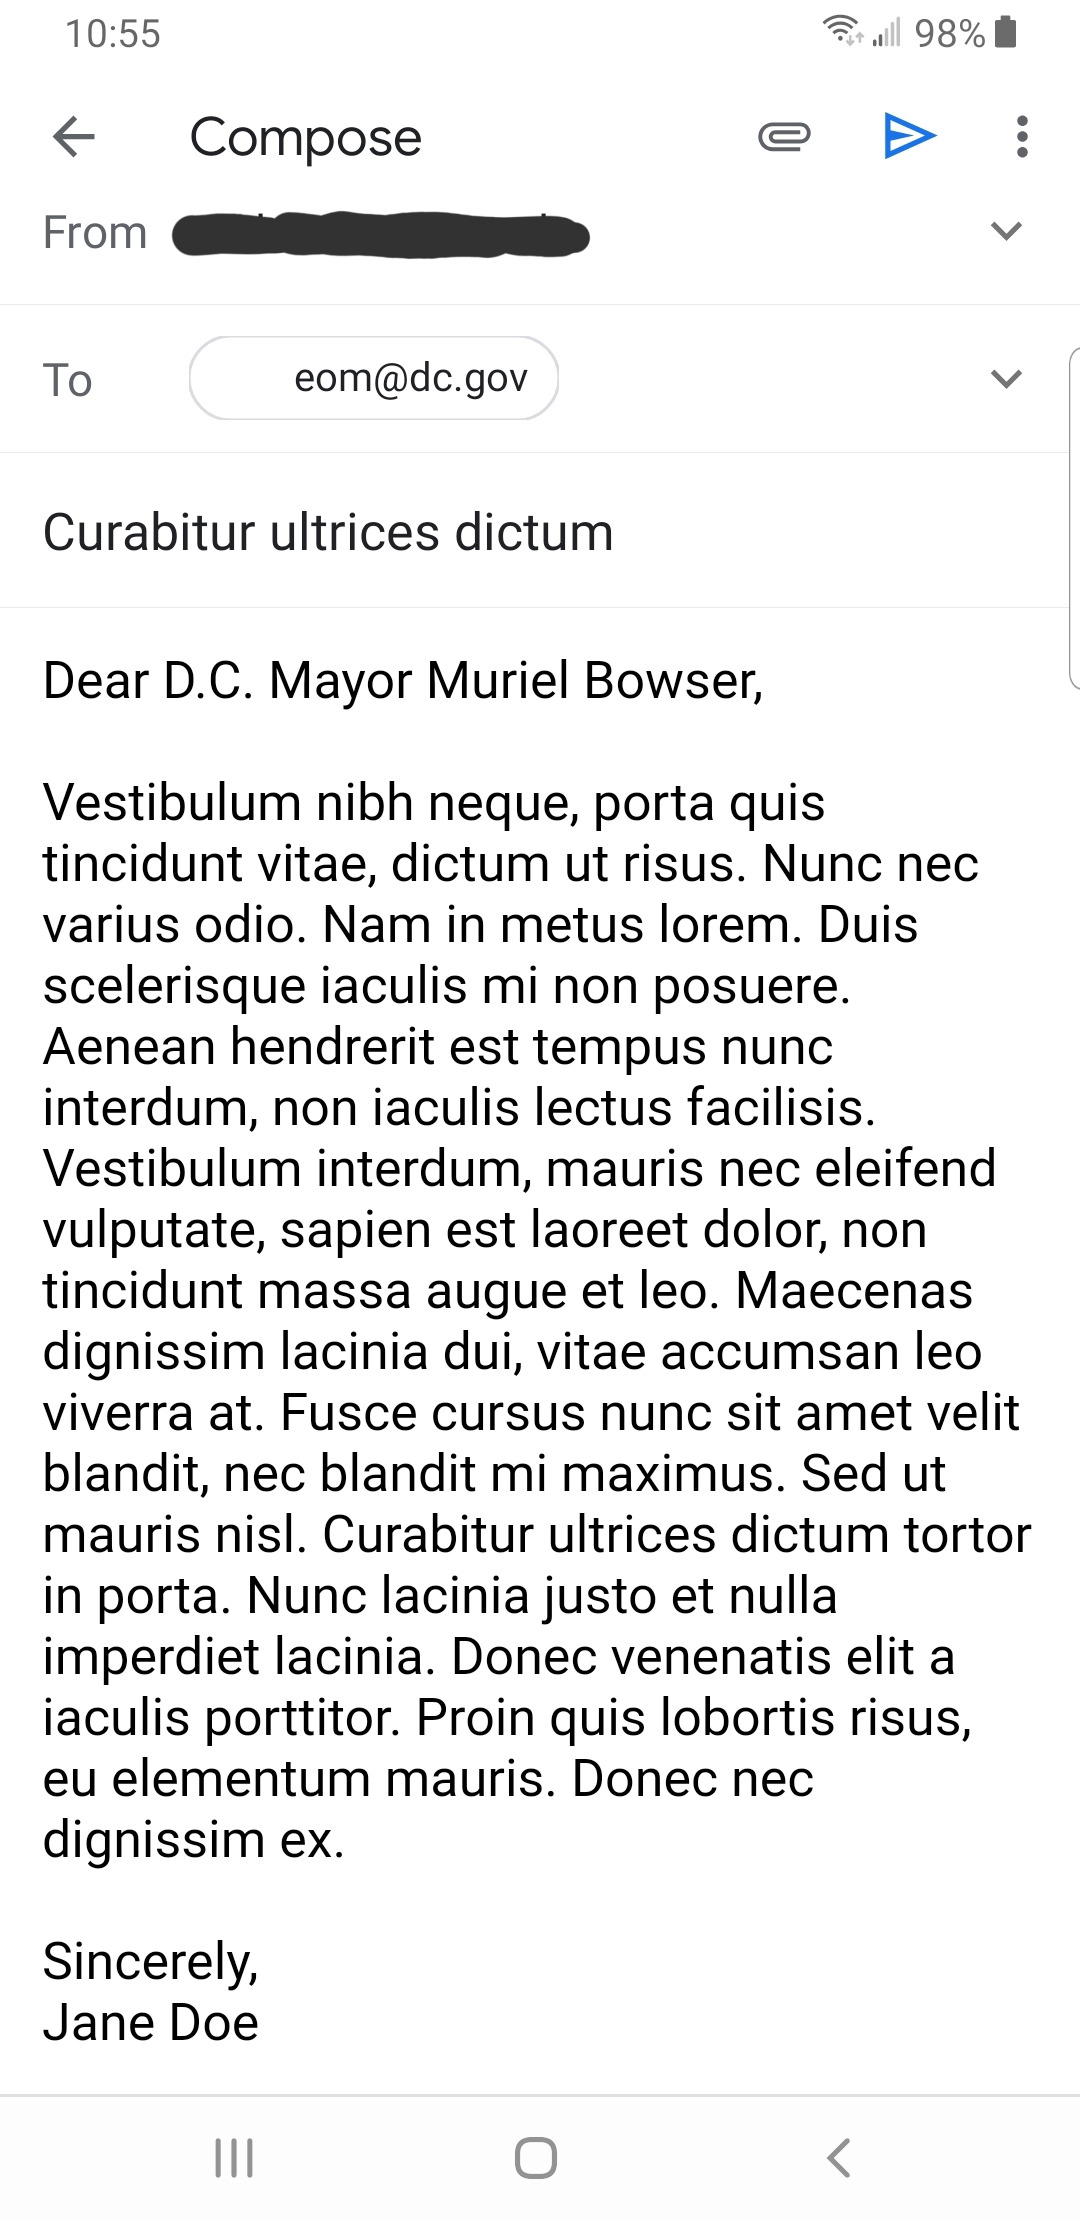 10:55
98%
Compose
From
To
eom@dc.gov
Curabitur ultrices dictum
Dear D.C. Mayor Muriel Bowser,
Vestibulum nibh neque, porta quis
tincidunt vitae, dictum ut risus. Nunc nec
varius odio. Nam in metus lorem. Duis
scelerisque iaculis mi non posuere.
Aenean hendrerit est tempus nunc
interdum, non iaculis lectus facilisis.
Vestibulum interdum, mauris nec eleifend
vulputate, sapien est laoreet dolor, non
tincidunt massa augue et leo. Maecenas
dignissim lacinia dui, vitae accumsan leo
viverra at. Fusce cursus nunc sit amet velit
blandit, nec blandit mi maximus. Sed ut
mauris nisl. Curabitur ultrices dictum tortor
in porta. Nunc lacinia justo et nulla
imperdiet lacinia. Donec venenatis elit a
iaculis porttitor. Proin quis lobortis risus,
eu elementum mauris. Donec nec
dignissim ex.
Sincerely,
Jane Doe